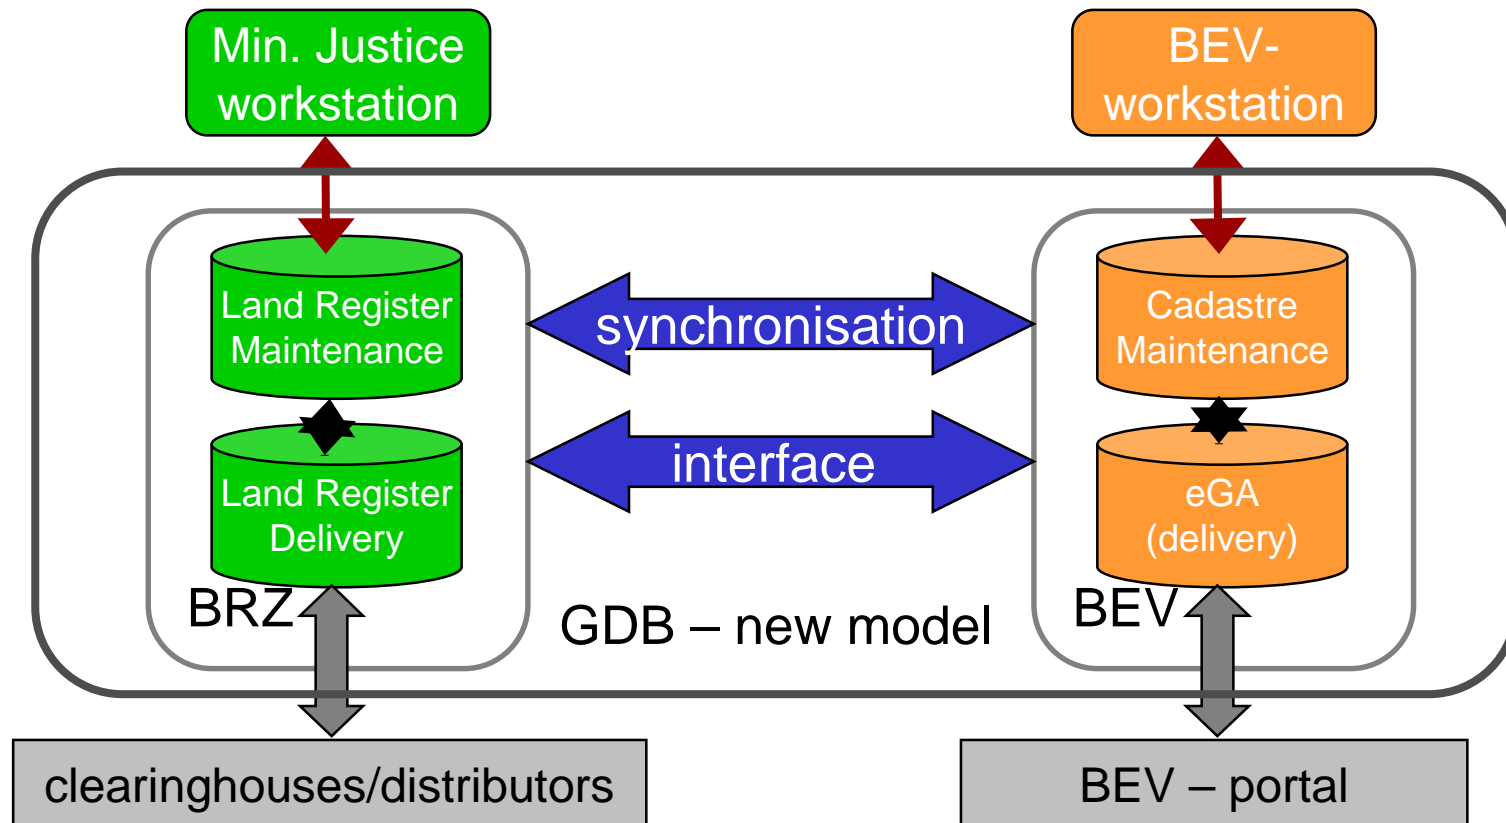 Min. Justice
workstation
BEV-
workstation
Land Register
Maintenance
synchronisation
Cadastre
Maintenance
Land Register
Delivery
interface
eGA
(delivery)
BRZ
GDB – new model
BEV
clearinghouses/distributors
BEV – portal